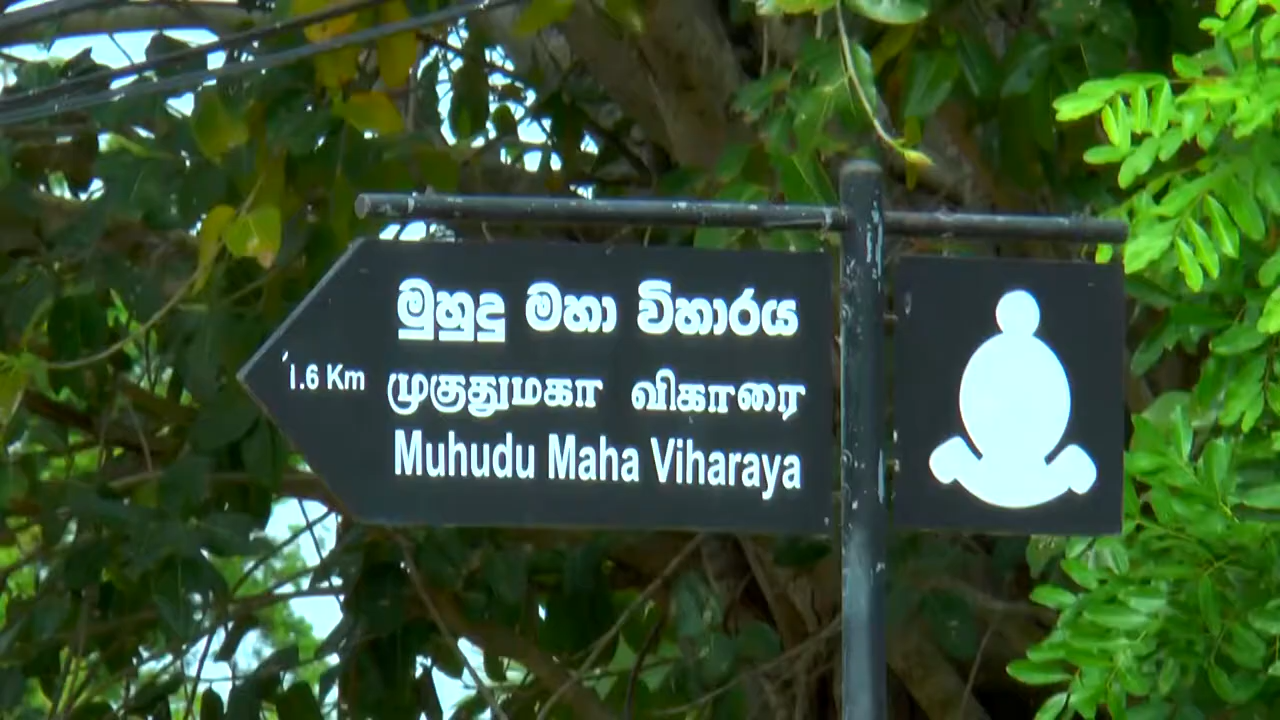 මුහුදු මහා විහාරය
1.6 Km
முகுதுமகா விகாரை
Muhudu Maha Viharaya